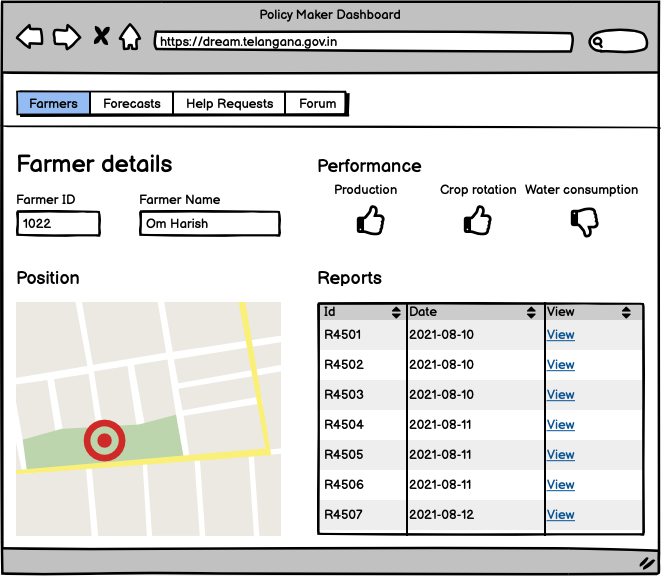 Policy Maker Dashboard
https://dream.telangana.gov.in
Farmers Forecasts Help Requests Forum
Farmer details
Farmer ID Farmer Name
1022 Om Harish
Performance
Production Crop rotation Water consumption
Position
Reports
Id Date View
R4501 2021-08-10 View
R4502 2021-08-10 View
R4503 2021-08-10 View
R4504 2021-08-11 View
R4505 2021-08-11 View
R4506 2021-08-11 View
R4507 2021-08-12 View